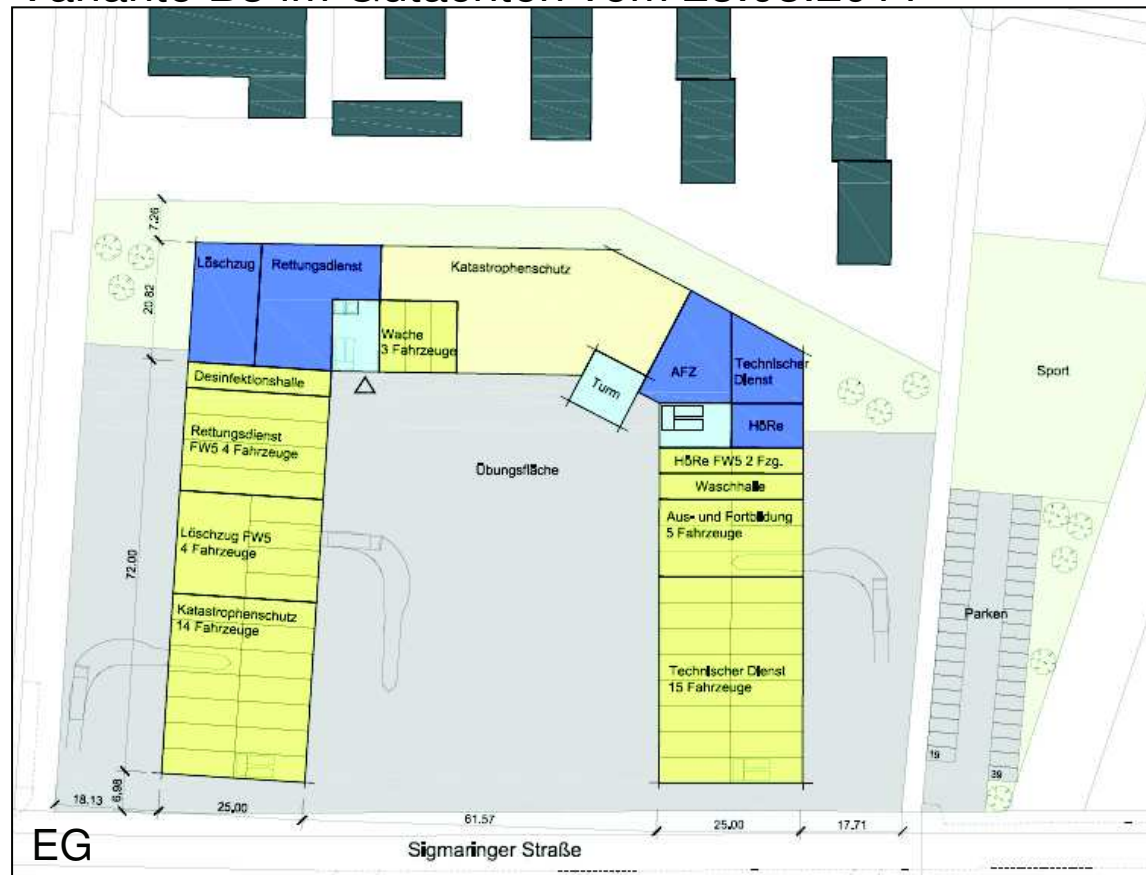 7.26
Löschzug
Rettungsdienst
Katastrophenschutz
20.82
Wache
3 Fahrzeuge
Turm
AFZ
Technischer
Dienst
Sport
Desinfektionshalle
HöRe
Rettungsdienst
FW5 4 Fahrzeuge
Übungsfläche
HöRe FW5 2 Fzg.
Waschhalle
Aus- und Fortbildung
5 Fahrzeuge
Löschzug FW5
4 Fahrzeuge
72.00
Katastrophenschutz
14 Fahrzeuge
Parken
Technischer Dienst
15 Fahrzeuge
19
39
18.13
6.98
25.00
61.57
25.00
17.71
EG
Sigmaringer Straße